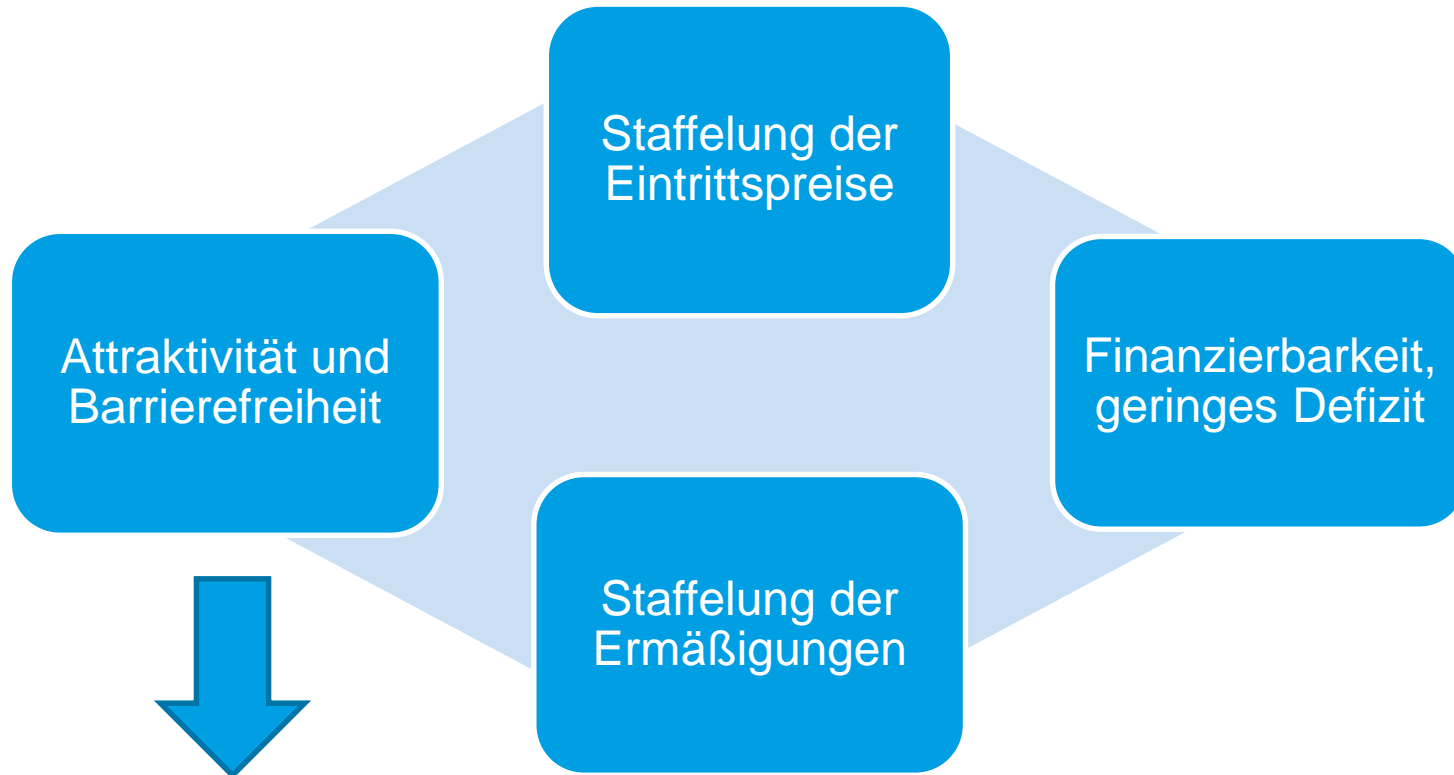 Staffelung der
Eintrittspreise
Attraktivität und
Barrierefreiheit
Finanzierbarkeit,
geringes Defizit
Staffelung der
Ermäßigungen